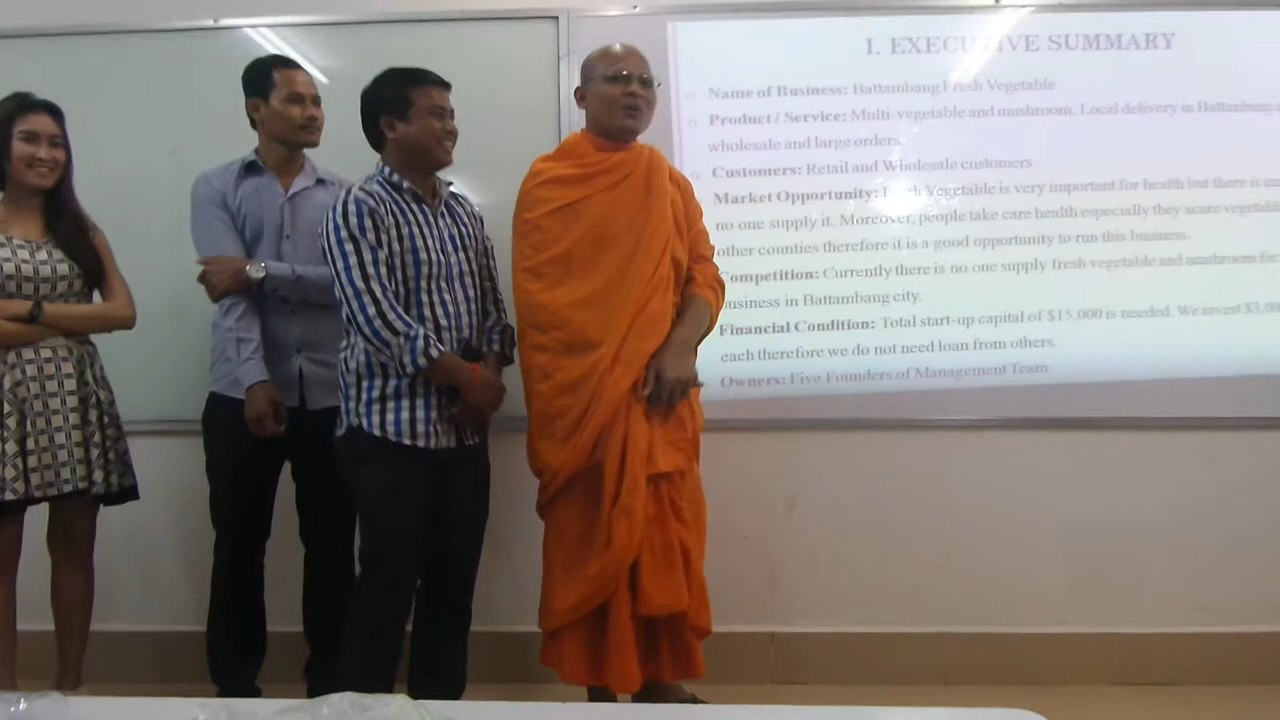 I. EXECUTIVE SUMMARY
Name of Business: Battambang Fresh Vegetable
Product / Service: Multi-vegetable and mushroom. Local delivery in Battambang
wholesale and large orders.
Customers: Retail and Wholesale customers
Market Opportunity: Fresh Vegetable is very important for health but there is
no one supply it. Moreover, people take care health especially they scare
other counties therefore it is a good opportunity to run this business.
Competition: Currently there is no one supply fresh vegetable and mushroom
business in Battambang city.
Financial Condition: Total start-up capital of $15,000 is needed. We invest
each therefore we do not need loan from others.
Owners: Five Founders of Management Team